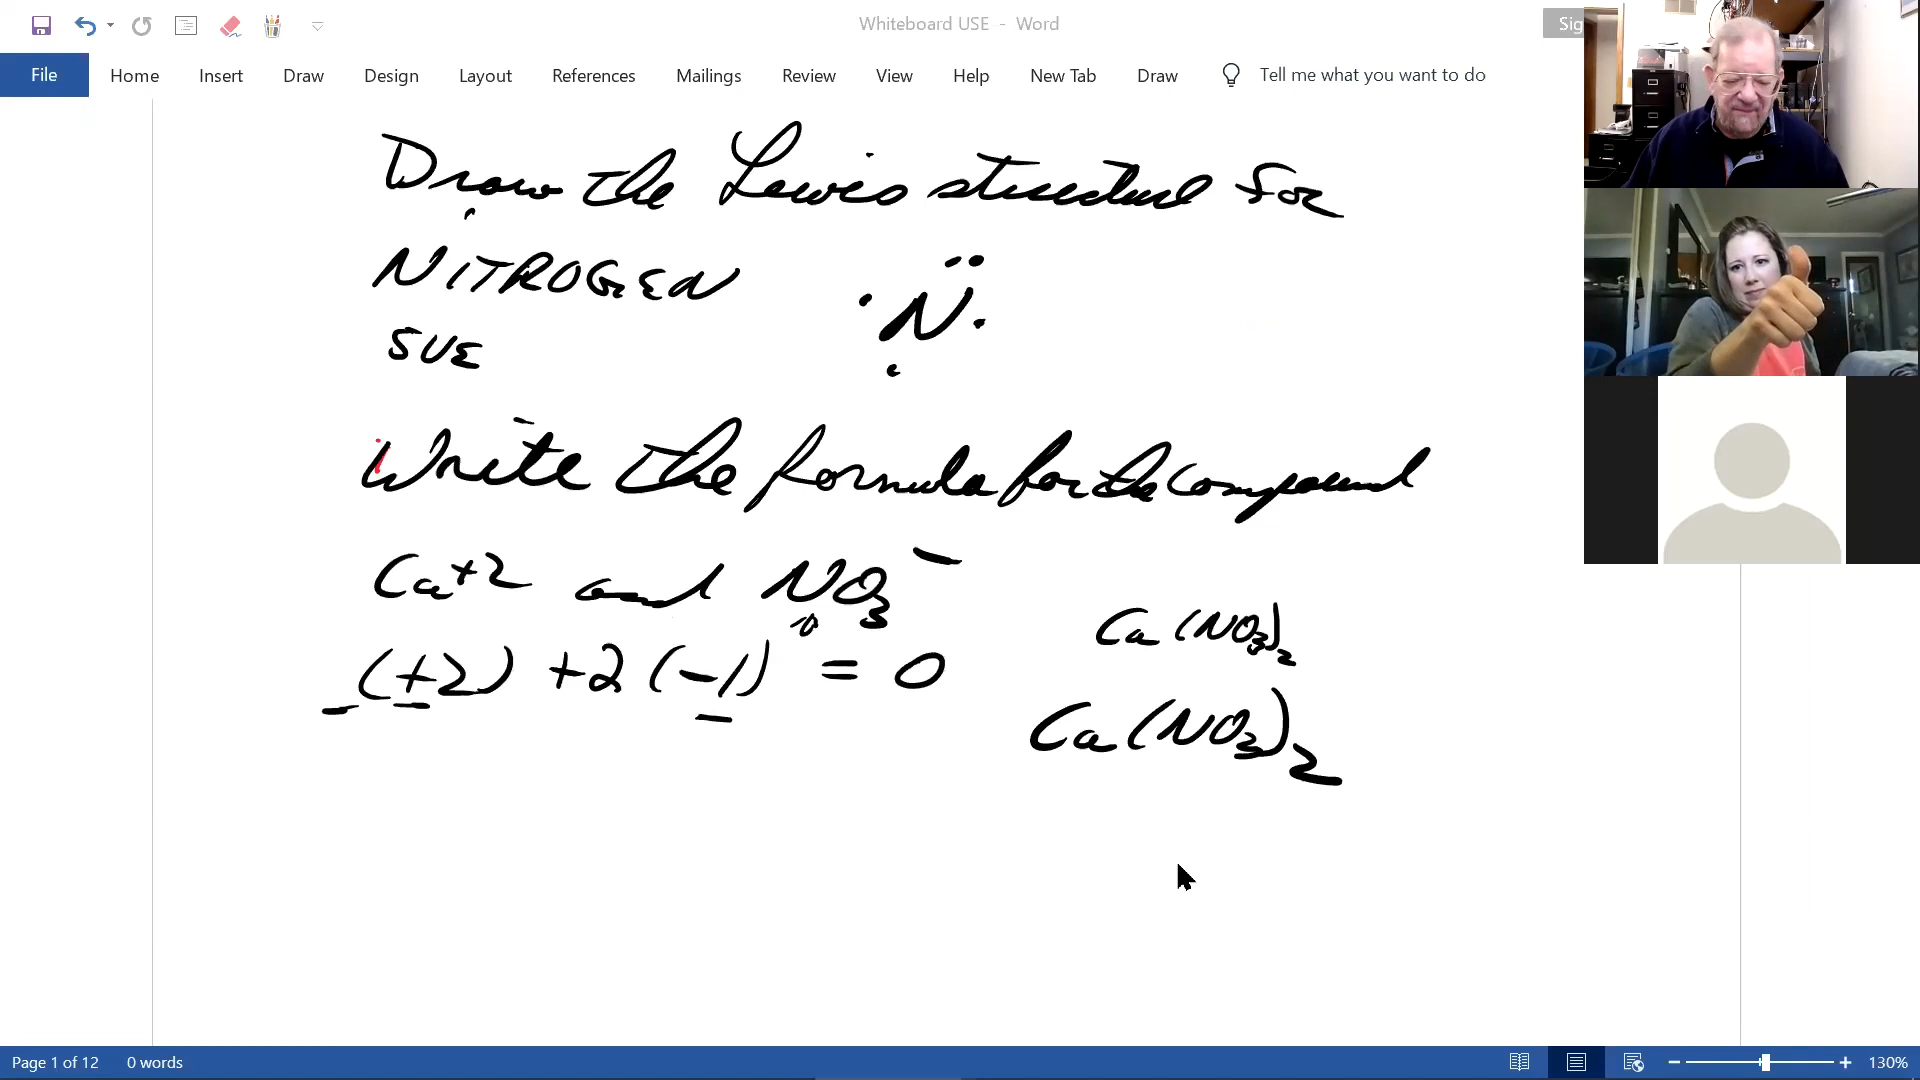 Whiteboard USE - Word
Sig
File Home Insert Draw Design Layout References Mailings Review View Help New Tab Draw Tell me what you want to do
Draw the Lewis structure for
NITROGEN
N
5VE
Write the formula for the compound
Ca+2 and NO3-
Ca(NO3)2
(+2) +2(-1) = 0
Ca(NO3)2
Page 1 of 12 0 words 130%